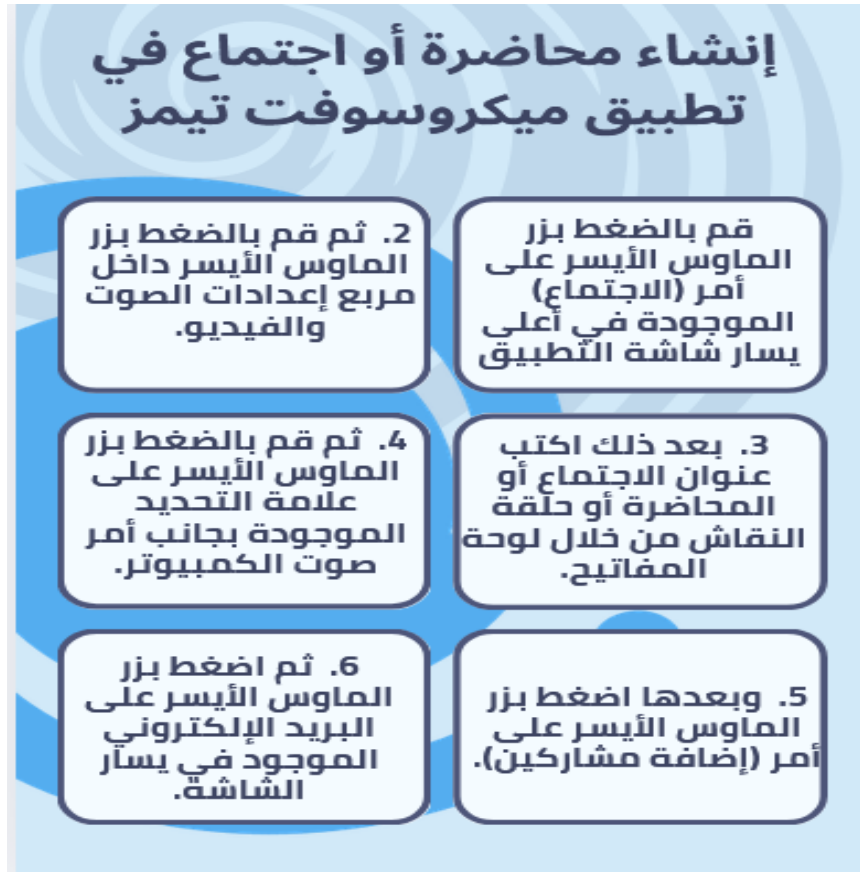 إنشاء محاضرة أو اجتماع في
تطبيق ميكروسوفت تيمز
قم بالضغط بزر
الماوس الأيسر على
أمر (الاجتماع)
الموجودة في أعلى
يسار شاشة التطبيق
2. ثم قم بالضغط بزر
الماوس الأيسر داخل
مربع إعدادات الصوت
والفيديو.
3. بعد ذلك اكتب
عنوان الاجتماع أو
المحاضرة أو حلقة
النقاش من خلال لوحة
المفاتيح.
4. ثم قم بالضغط بزر
الماوس الأيسر على
علامة التحديد
الموجودة بجانب أمر
صوت الكمبيوتر.
5. وبعدها اضغط بزر
الماوس الأيسر على
أمر (إضافة مشاركين).
6. ثم اضغط بزر
الماوس الأيسر على
البريد الإلكتروني
الموجود في يسار
الشاشة.